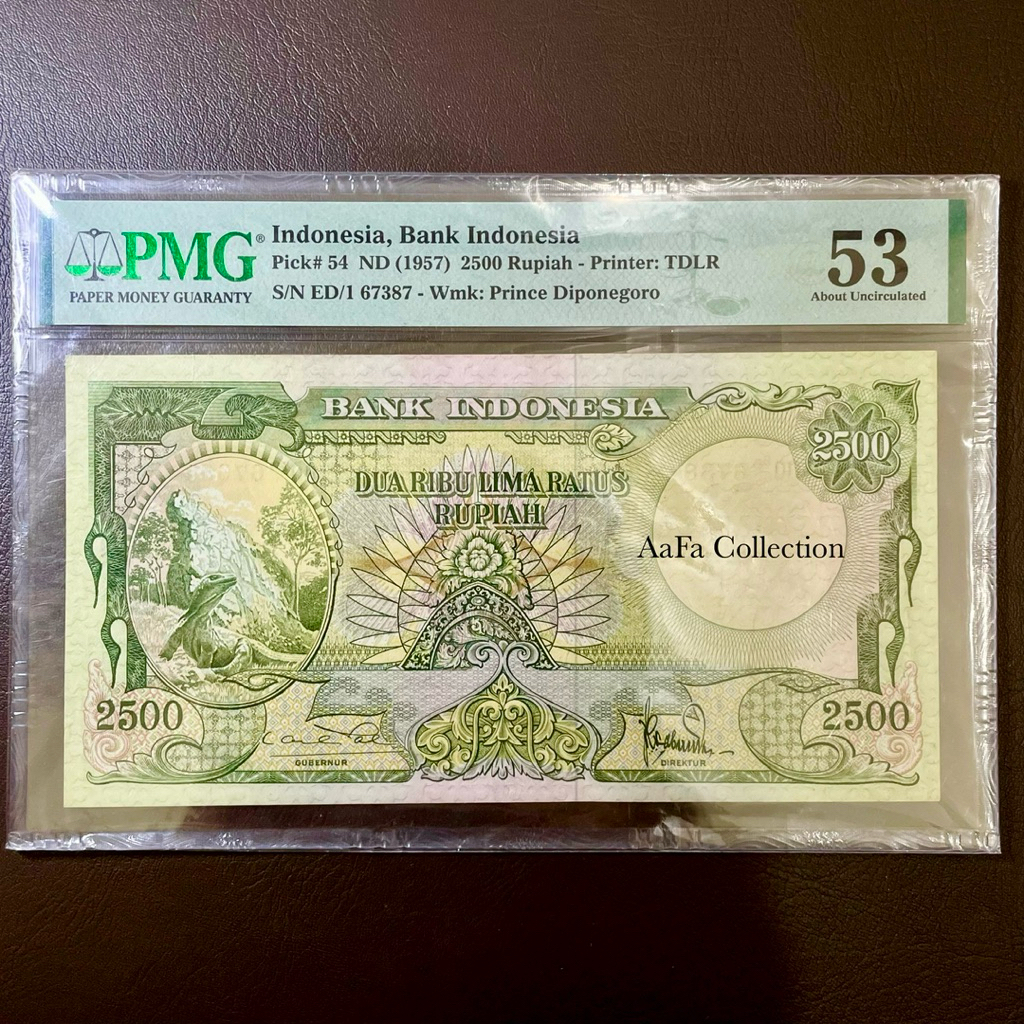 PMG®
PAPER MONEY GUARANTY
Indonesia, Bank Indonesia
Pick# 54 ND (1957) 2500 Rupiah - Printer: TDLR
S/N ED/1 67387 - Wmk: Prince Diponegoro
53
About Uncirculated
BANK INDONESIA
2500
DUA RIBU LIMA RATUS
RUPIAH
AaFa Collection
2500
2500
GUBERNUR
DIREKTUR